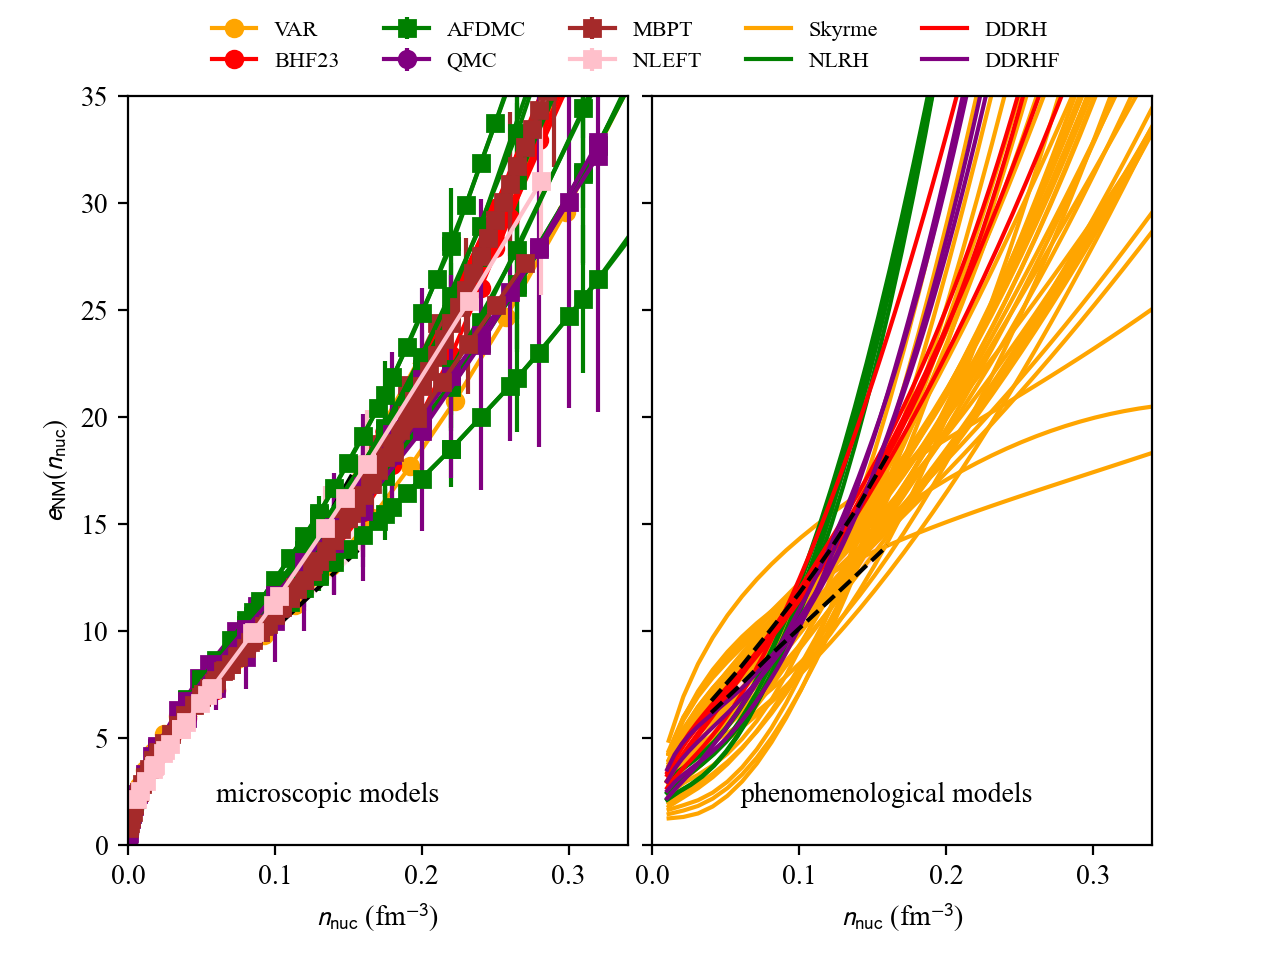 VAR AFDMC MBPT Skyrme DDRH
BHF23 QMC NLEFT NLRH DDRHF
35
30
25
20
15
10
5
0
e_NM(n_nuc)
microscopic models phenomenological models
0.0 0.1 0.2 0.3 0.0 0.1 0.2 0.3
n_nuc (fm⁻³) n_nuc (fm⁻³)